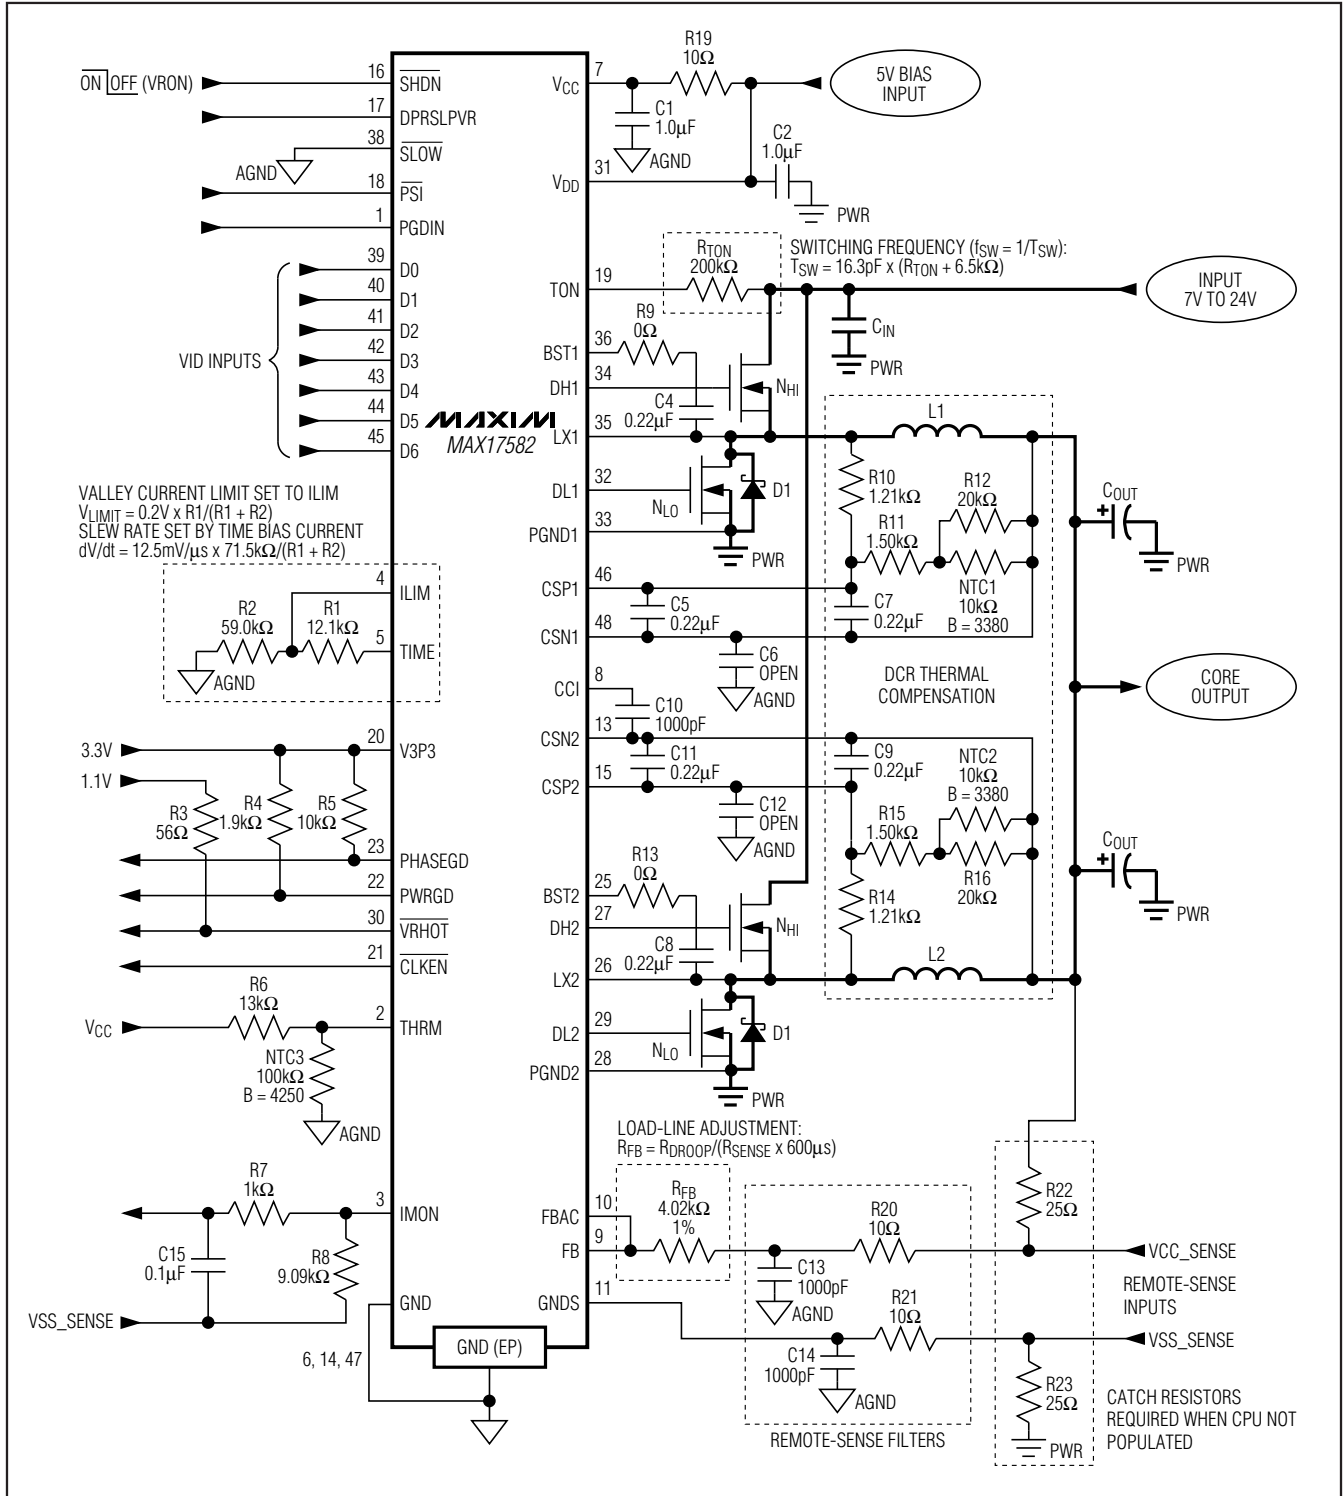 ON OFF (VRON)
16
SHDN
17
DPRSLPVR
38
SLOW
AGND
18
PSI
1
PGDIN
39
D0
40
D1
41
D2
42
D3
43
D4
44
D5
45
D6
VID INPUTS
MAXIM
MAX17582
VALLEY CURRENT LIMIT SET TO ILIM
VLIMIT = 0.2V x R1/(R1 + R2)
SLEW RATE SET BY TIME BIAS CURRENT
dV/dt = 12.5mV/μs x 71.5kΩ/(R1 + R2)
4
ILIM
R2
59.0kΩ
R1
12.1kΩ
5
TIME
AGND
3.3V
20
V3P3
1.1V
R3
56Ω
R4
1.9kΩ
R5
10kΩ
23
PHASEGD
22
PWRGD
30
VRHOT
21
CLKEN
VCC
R6
13kΩ
2
THRM
NTC3
100kΩ
B = 4250
AGND
R7
1kΩ
3
IMON
C15
0.1μF
R8
9.09kΩ
VSS_SENSE
GND
6, 14, 47
GND (EP)
VCC
7
R19
10Ω
5V BIAS
INPUT
C1
1.0μF
AGND
C2
1.0μF
VDD
31
PWR
RTON
200kΩ
SWITCHING FREQUENCY (fSW = 1/TSW):
TSW = 16.3pF x (RTON + 6.5kΩ)
TON
19
INPUT
7V TO 24V
CIN
PWR
R9
0Ω
BST1
36
DH1
34
NHI
C4
0.22μF
LX1
35
L1
DL1
32
NLO
D1
PGND1
33
PWR
R10
1.21kΩ
R12
20kΩ
R11
1.50kΩ
NTC1
10kΩ
B = 3380
COUT
PWR
CSP1
46
C5
0.22μF
C7
0.22μF
CSN1
48
C6
OPEN
AGND
CCI
8
C10
1000pF
DCR THERMAL
COMPENSATION
CORE
OUTPUT
CSN2
13
C11
0.22μF
C9
0.22μF
CSP2
15
C12
OPEN
AGND
NTC2
10kΩ
B = 3380
R15
1.50kΩ
R16
20kΩ
R14
1.21kΩ
COUT
PWR
R13
0Ω
BST2
25
DH2
27
NHI
C8
0.22μF
LX2
26
L2
DL2
29
NLO
D1
PGND2
28
PWR
LOAD-LINE ADJUSTMENT:
RFB = RDROOP/(RSENSE x 600μs)
FBAC
10
RFB
4.02kΩ
1%
FB
9
C13
1000pF
AGND
R20
10Ω
R22
25Ω
VCC_SENSE
REMOTE-SENSE
INPUTS
GNDS
11
R21
10Ω
VSS_SENSE
C14
1000pF
AGND
R23
25Ω
PWR
REMOTE-SENSE FILTERS
CATCH RESISTORS
REQUIRED WHEN CPU NOT
POPULATED